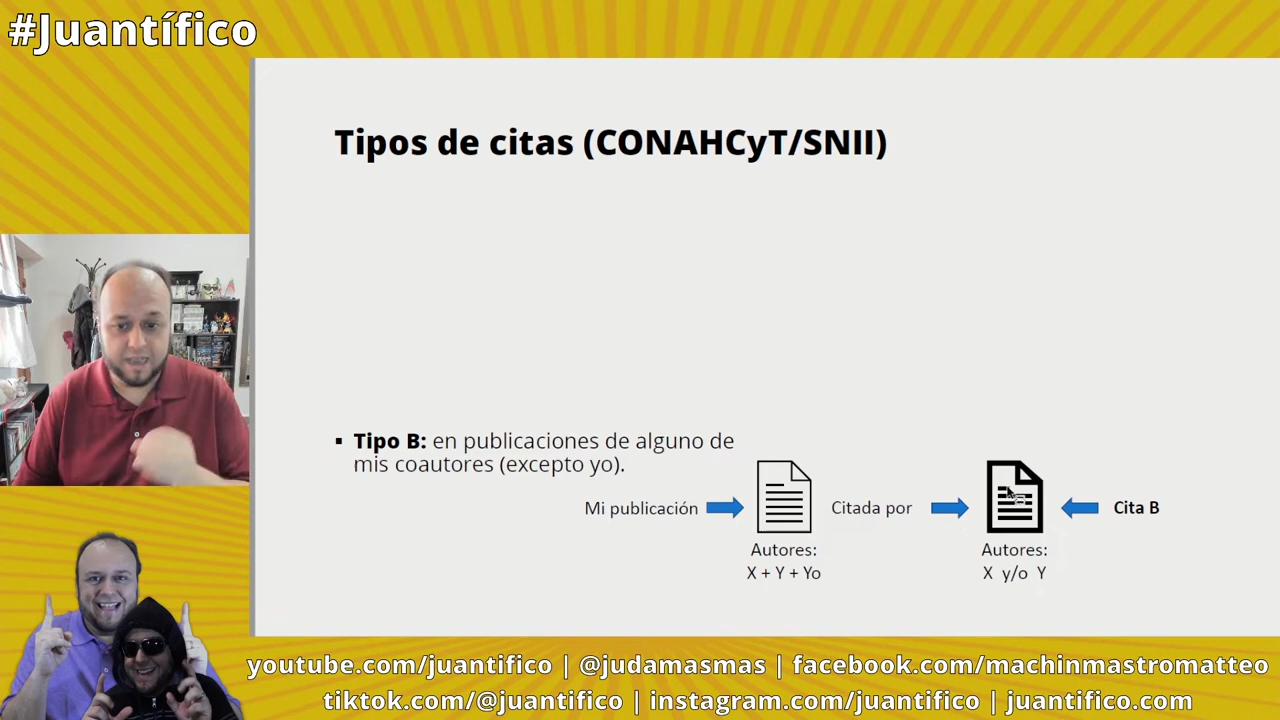 #Juantífico
Tipos de citas (CONAHCyT/SNII)
▪ Tipo B: en publicaciones de alguno de
mis coautores (excepto yo).
Mi publicación
Citada por
Cita B
Autores:
X + Y + Yo
Autores:
X y/o Y
youtube.com/juantifico | @judamasmas | facebook.com/machinmastromatteo
tiktok.com/@juantifico | instagram.com/juantifico | juantifico.com